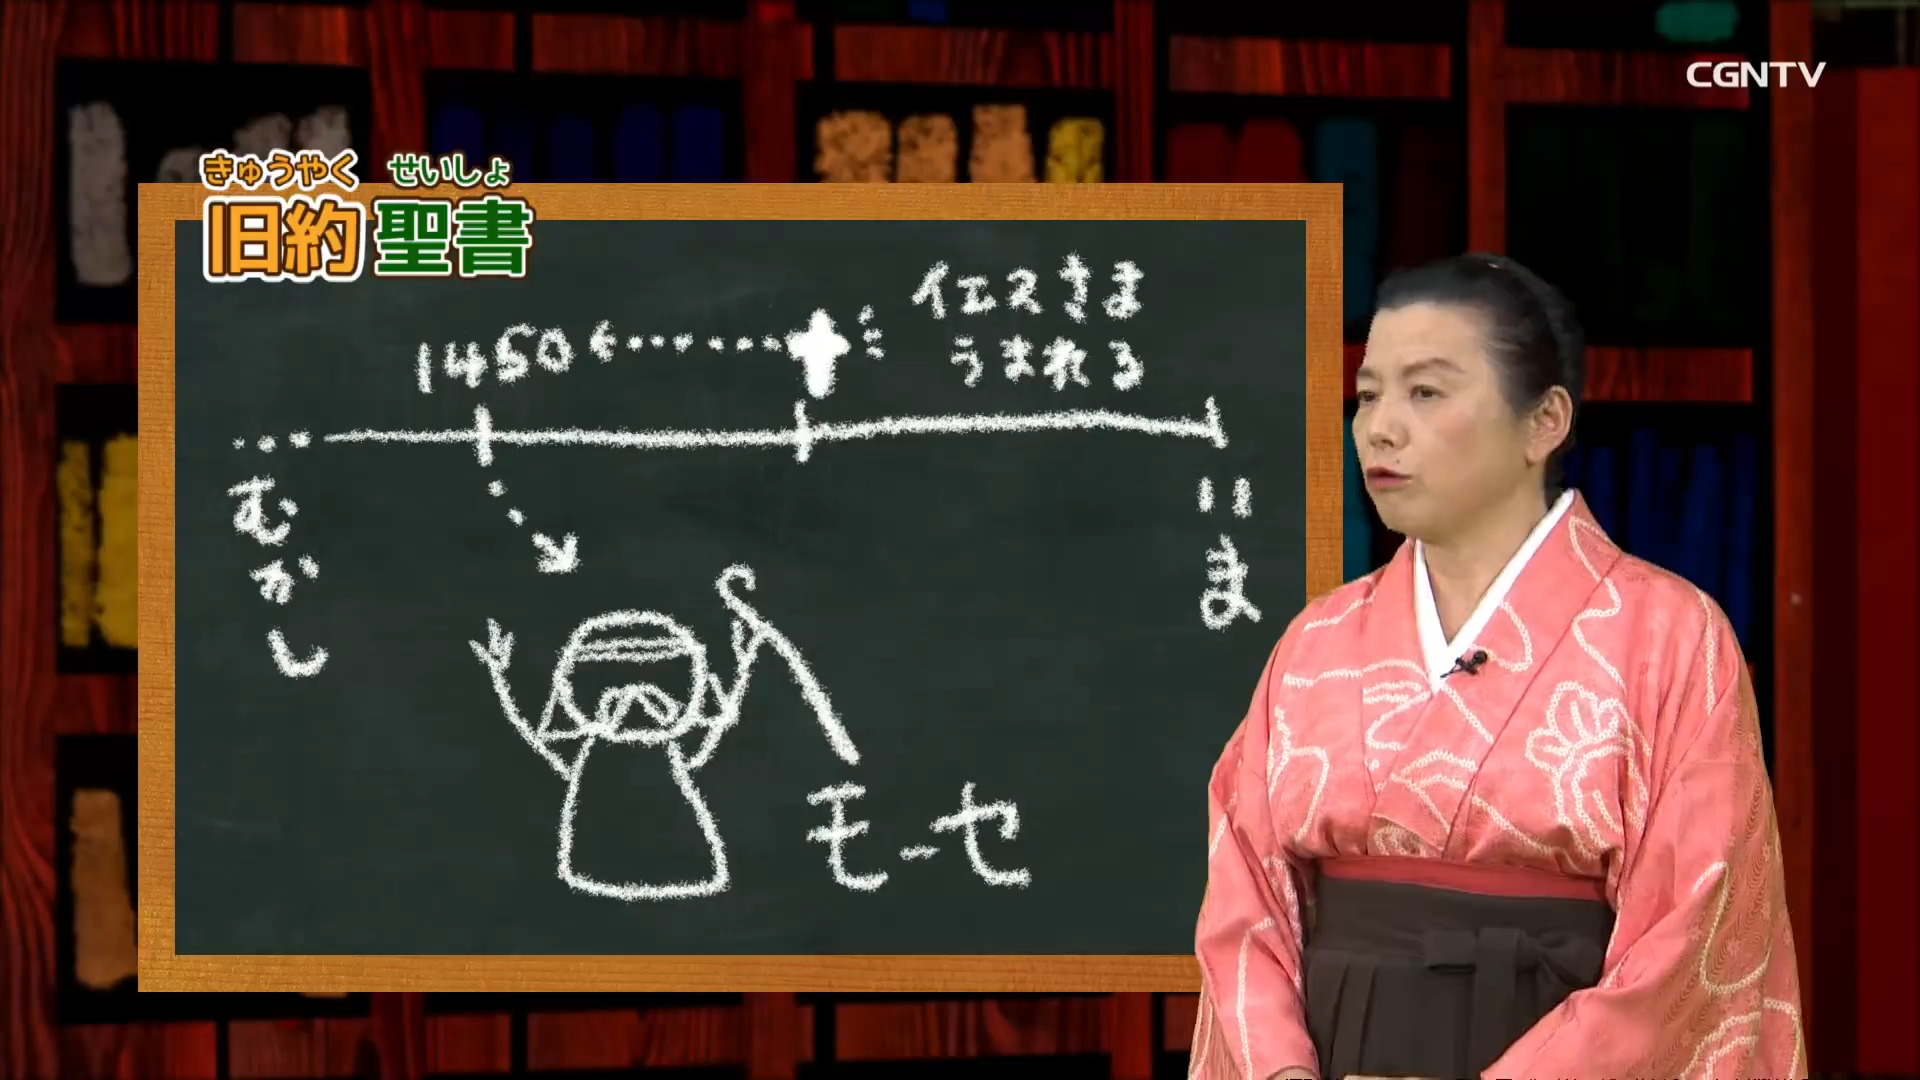 CGNTV
きゅうやく せいしょ
旧約聖書
イエスさま
うまれる
1450
むかし
いま
モーセ